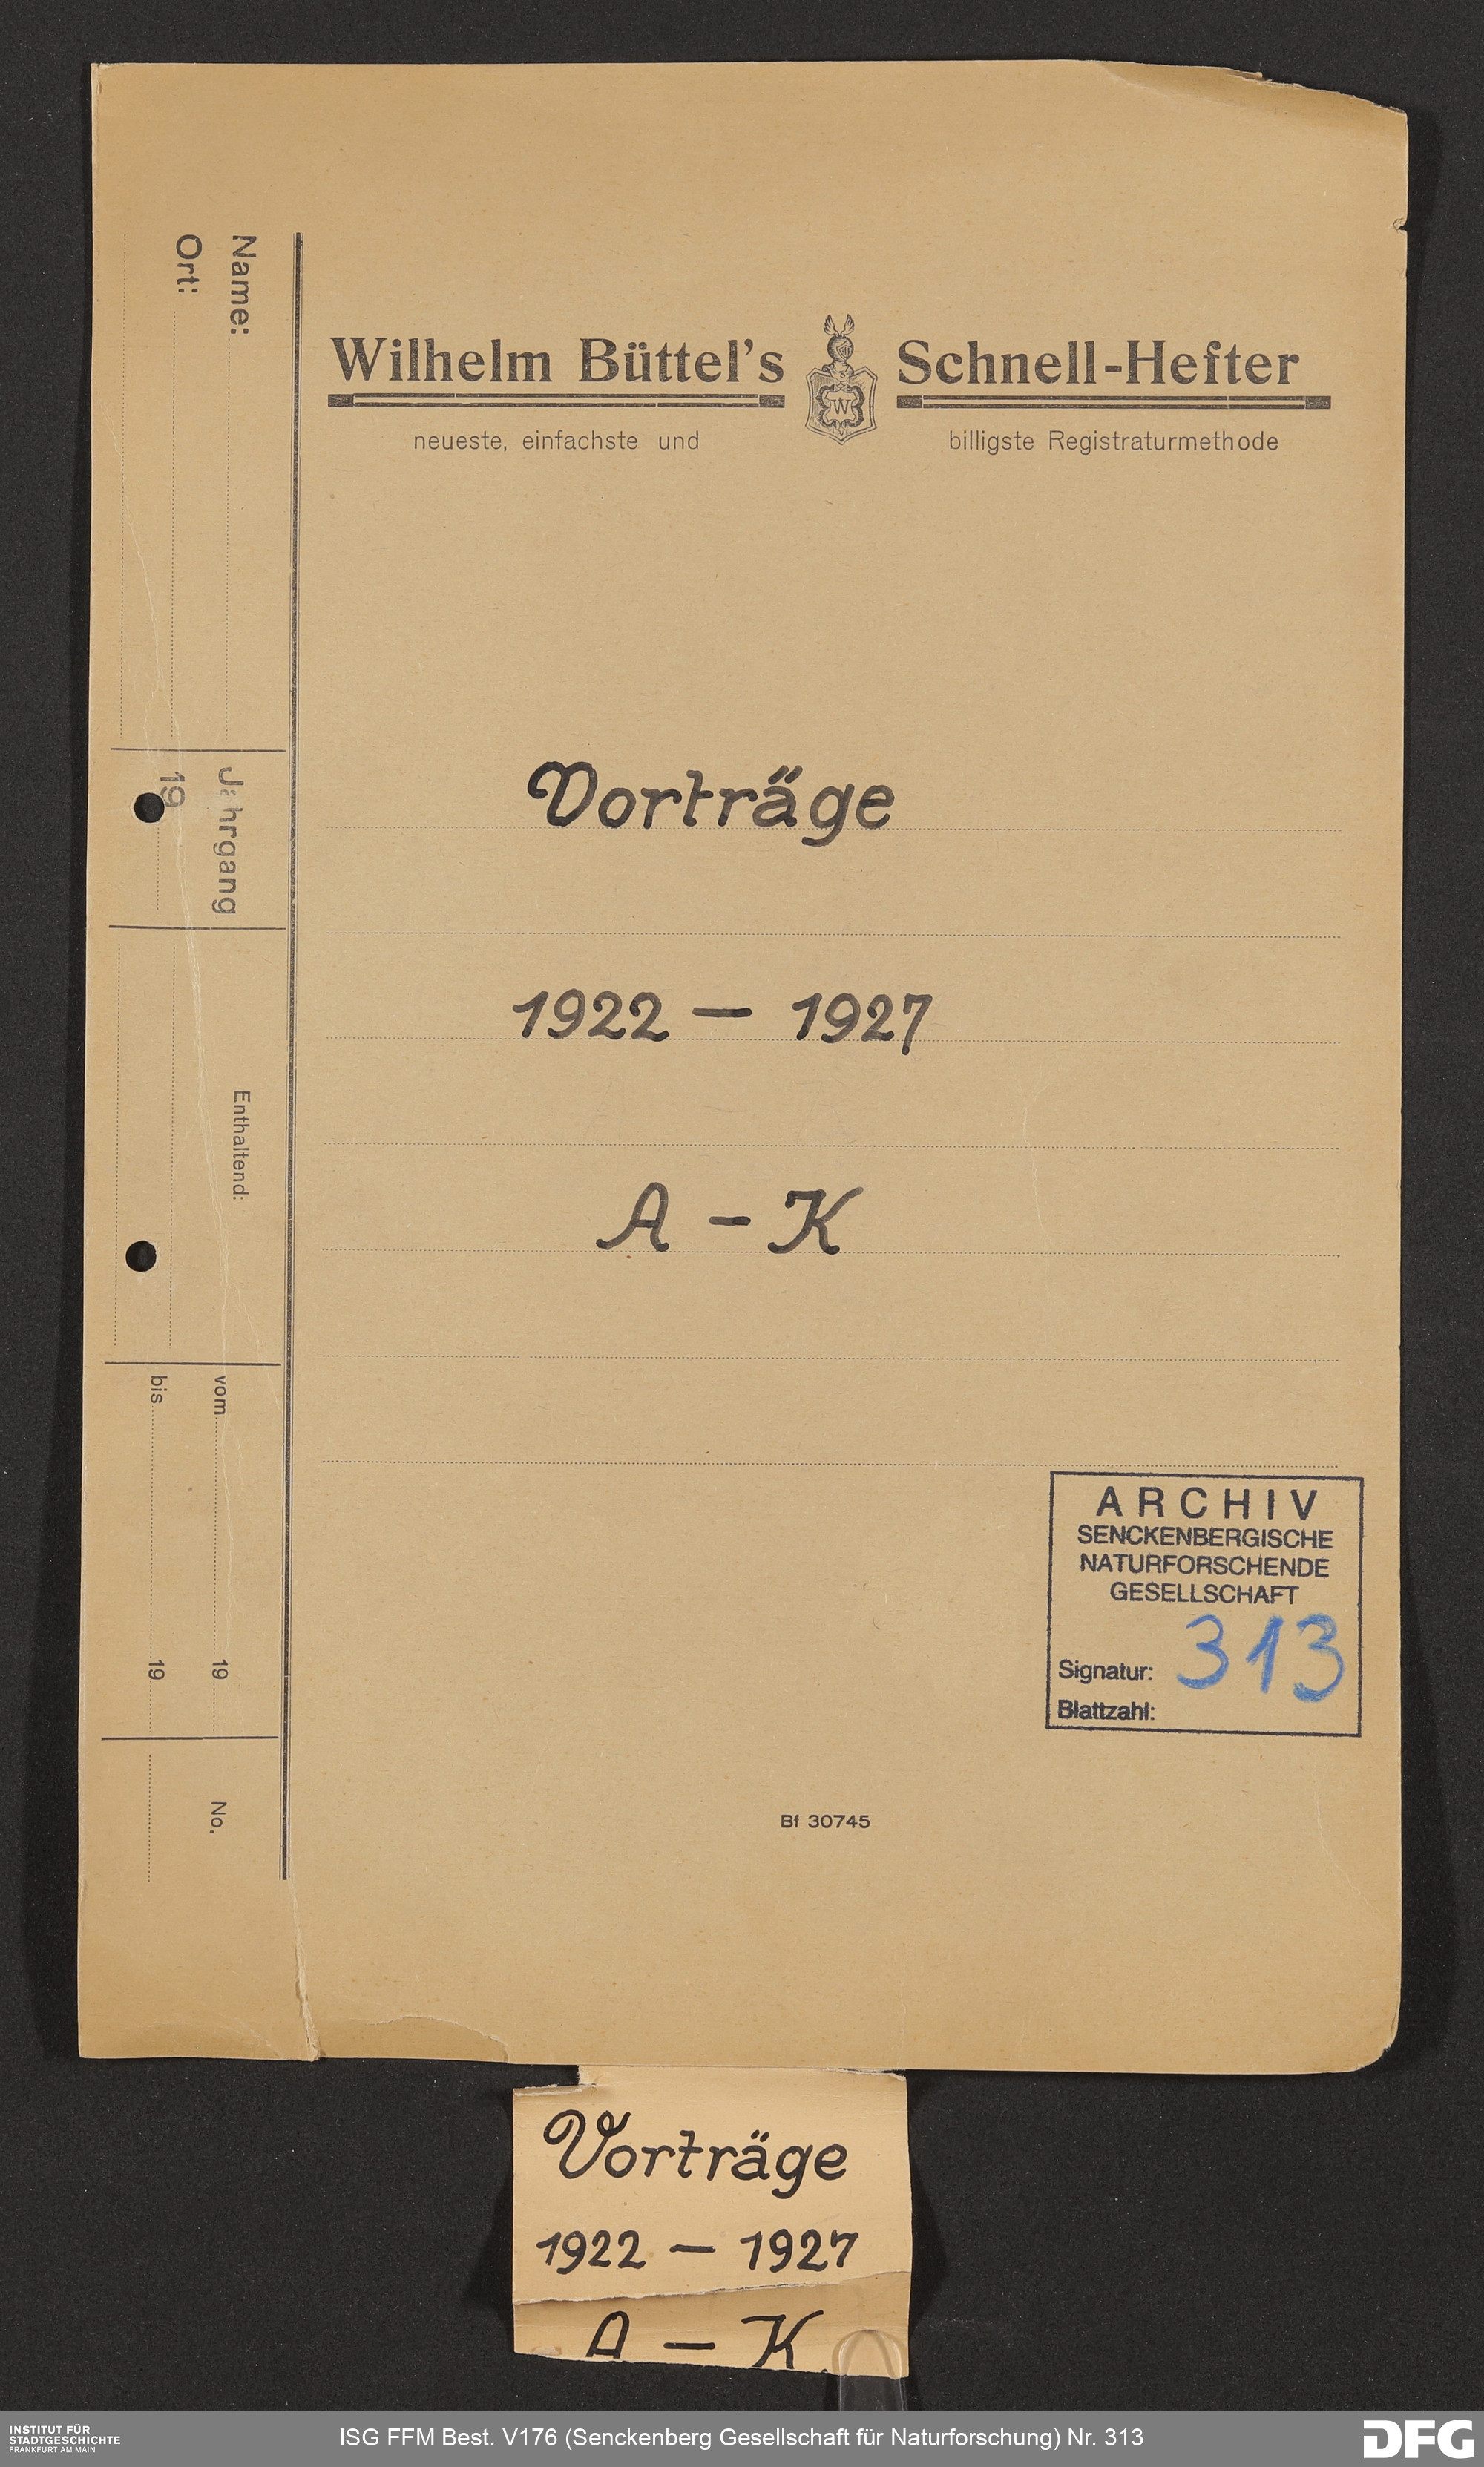 Wilhelm Büttel's Schnell-Hefter
neueste, einfachste und billigste Registraturmethode
Name:
Ort:
Jahrgang
19
Enthaltend:
vom 19
bis 19
No.
Vorträge
1922 – 1927
A – K
ARCHIV
SENCKENBERGISCHE
NATURFORSCHENDE
GESELLSCHAFT
Signatur: 313
Blattzahl:
Bf 30745
Vorträge
1922 – 1927
A – K
INSTITUT FÜR
STADTGESCHICHTE
FRANKFURT AM MAIN
ISG FFM Best. V176 (Senckenberg Gesellschaft für Naturforschung) Nr. 313
DFG